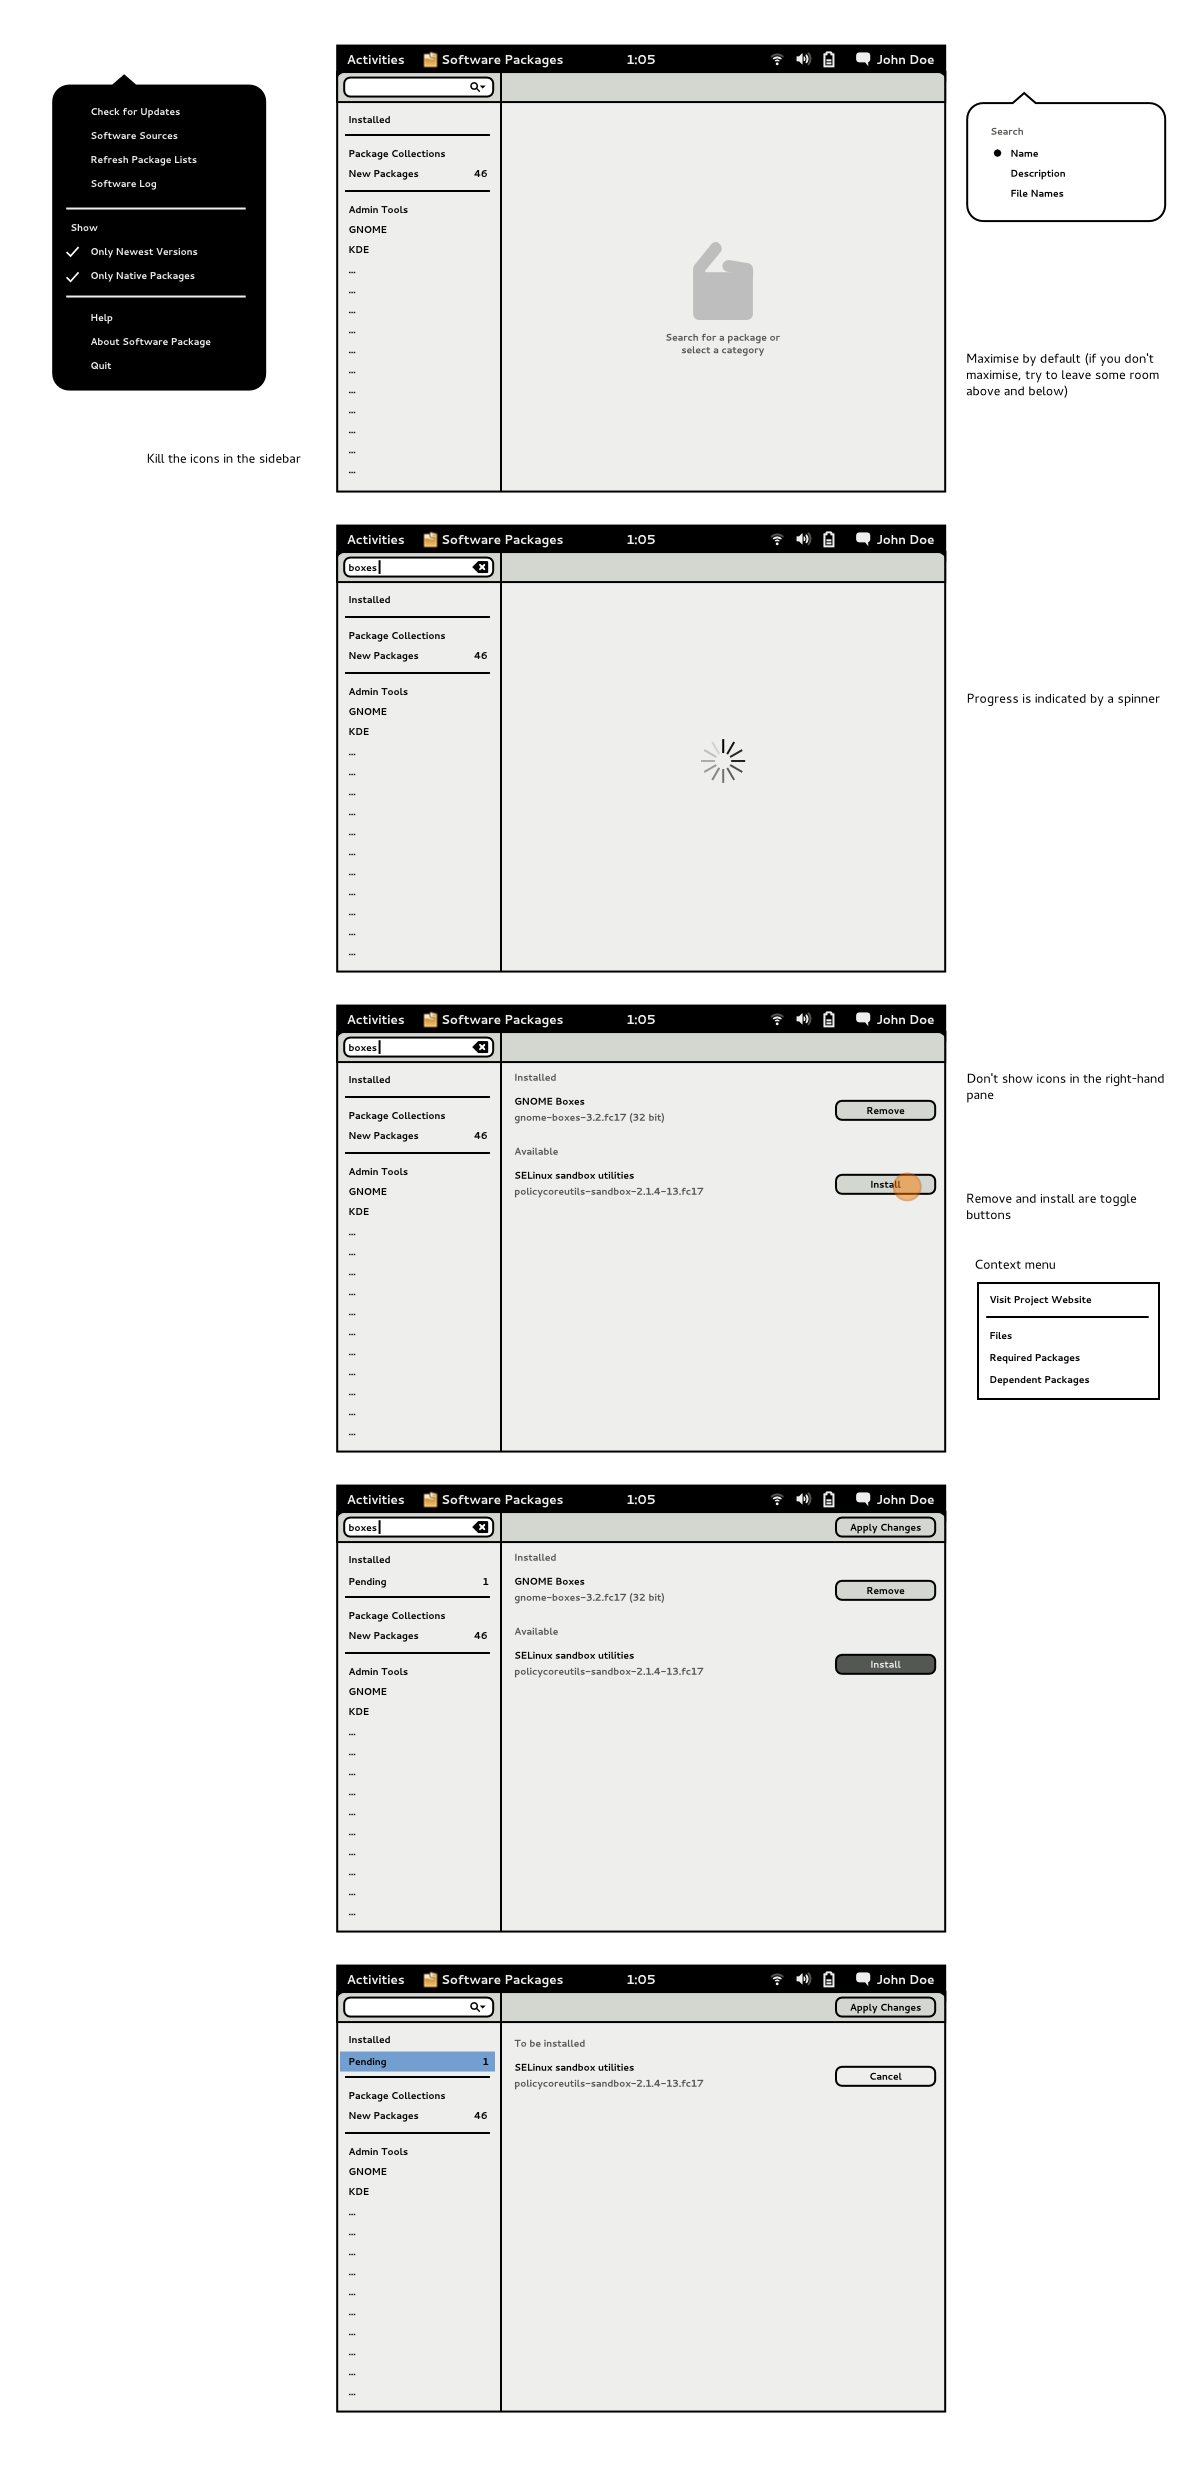 Check for Updates
Software Sources
Refresh Package Lists
Software Log
Show
Only Newest Versions
Only Native Packages
Help
About Software Package
Quit
Kill the icons in the sidebar
Activities Software Packages 1:05 John Doe
Installed
Package Collections
New Packages 46
Admin Tools
GNOME
KDE
...
...
...
...
...
...
...
...
...
...
...
Search for a package or
select a category
Search
Name
Description
File Names
Maximise by default (if you don't
maximise, try to leave some room
above and below)
Activities Software Packages 1:05 John Doe
boxes
Installed
Package Collections
New Packages 46
Admin Tools
GNOME
KDE
...
...
...
...
...
...
...
...
...
...
...
Progress is indicated by a spinner
Activities Software Packages 1:05 John Doe
boxes
Installed
Package Collections
New Packages 46
Admin Tools
GNOME
KDE
...
...
...
...
...
...
...
...
...
...
...
Installed
GNOME Boxes
gnome-boxes-3.2.fc17 (32 bit)
Remove
Available
SELinux sandbox utilities
policycoreutils-sandbox-2.1.4-13.fc17
Install
Don't show icons in the right-hand
pane
Remove and install are toggle
buttons
Context menu
Visit Project Website
Files
Required Packages
Dependent Packages
Activities Software Packages 1:05 John Doe
boxes
Apply Changes
Installed
Pending 1
Package Collections
New Packages 46
Admin Tools
GNOME
KDE
...
...
...
...
...
...
...
...
...
...
Installed
GNOME Boxes
gnome-boxes-3.2.fc17 (32 bit)
Remove
Available
SELinux sandbox utilities
policycoreutils-sandbox-2.1.4-13.fc17
Install
Activities Software Packages 1:05 John Doe
Apply Changes
Installed
Pending 1
Package Collections
New Packages 46
Admin Tools
GNOME
KDE
...
...
...
...
...
...
...
...
...
...
To be installed
SELinux sandbox utilities
policycoreutils-sandbox-2.1.4-13.fc17
Cancel